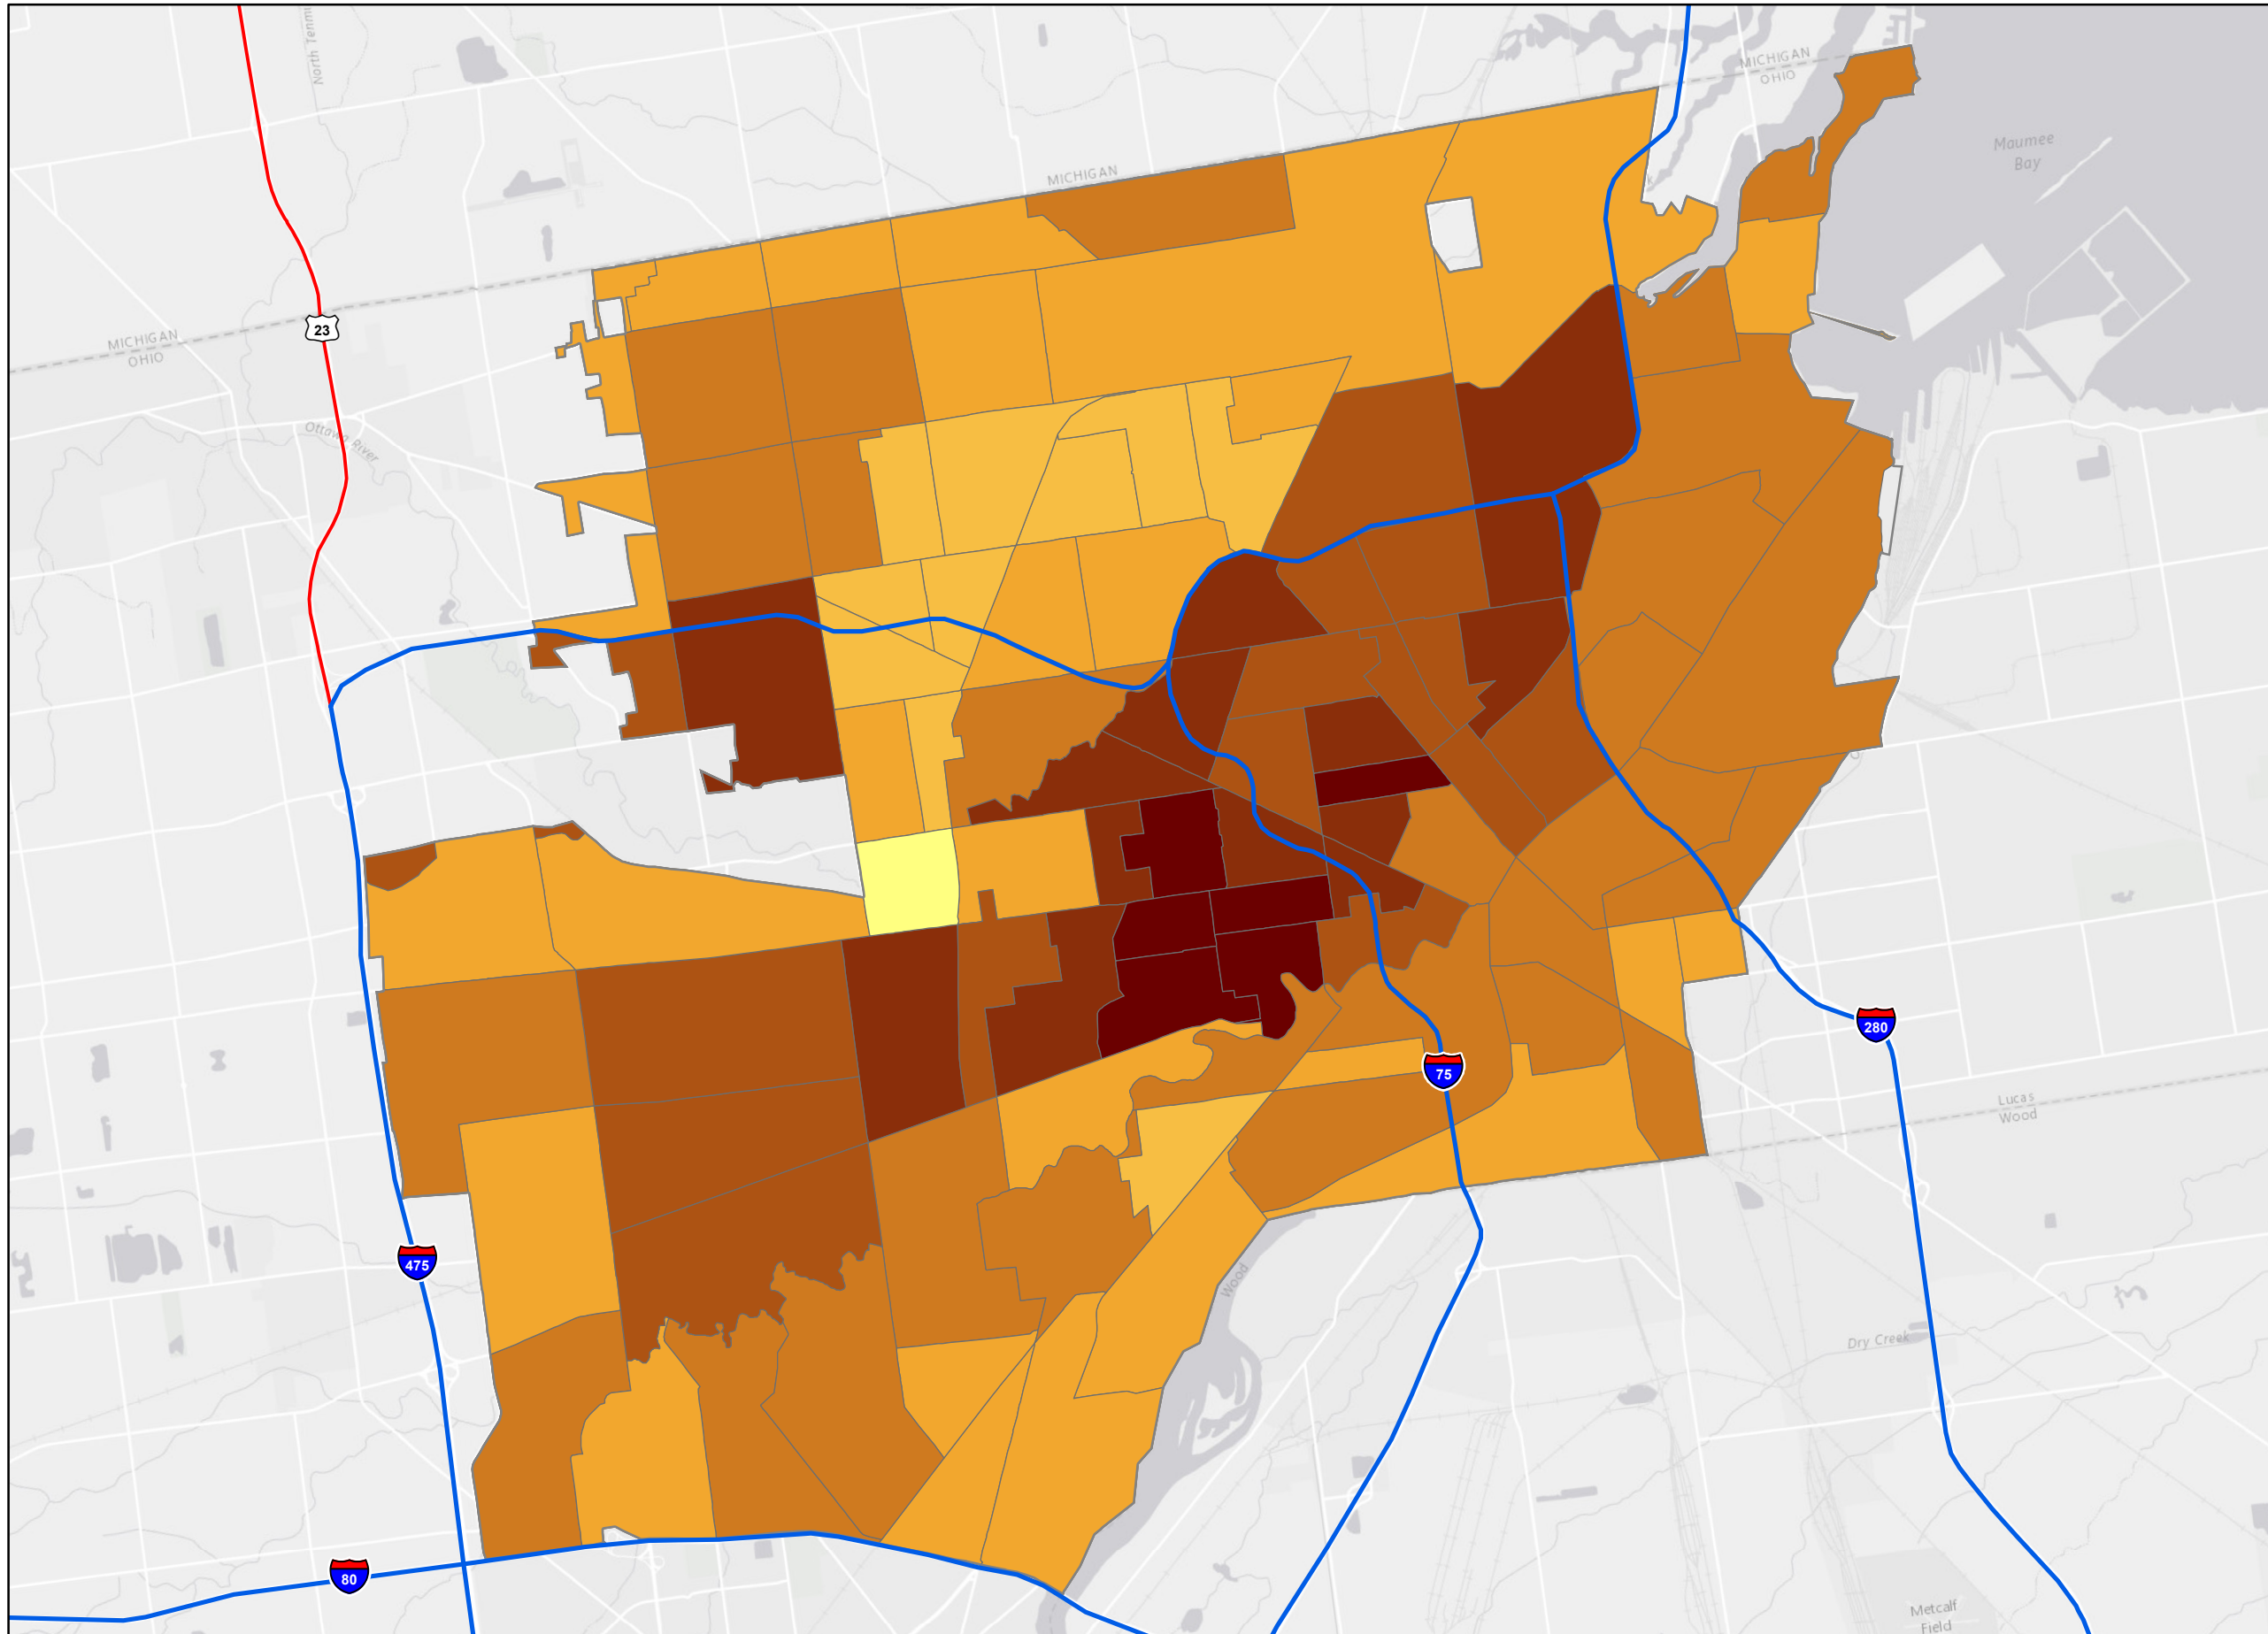 North Tenmi
MICHIGAN
OHIO
Maumee
Bay
MICHIGAN
23
MICHIGAN
OHIO
Ottawa River
280
75
Lucas
Wood
475
Wood
Dry Creek
80
Metcalf
Field